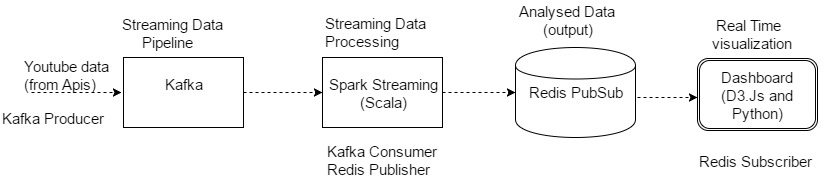 Streaming Data
Pipeline
Streaming Data
Processing
Analysed Data
(output)
Real Time
visualization
Youtube data
(from Apis)
Kafka Producer
Kafka
Spark Streaming
(Scala)
Kafka Consumer
Redis Publisher
Redis PubSub
Dashboard
(D3.Js and
Python)
Redis Subscriber